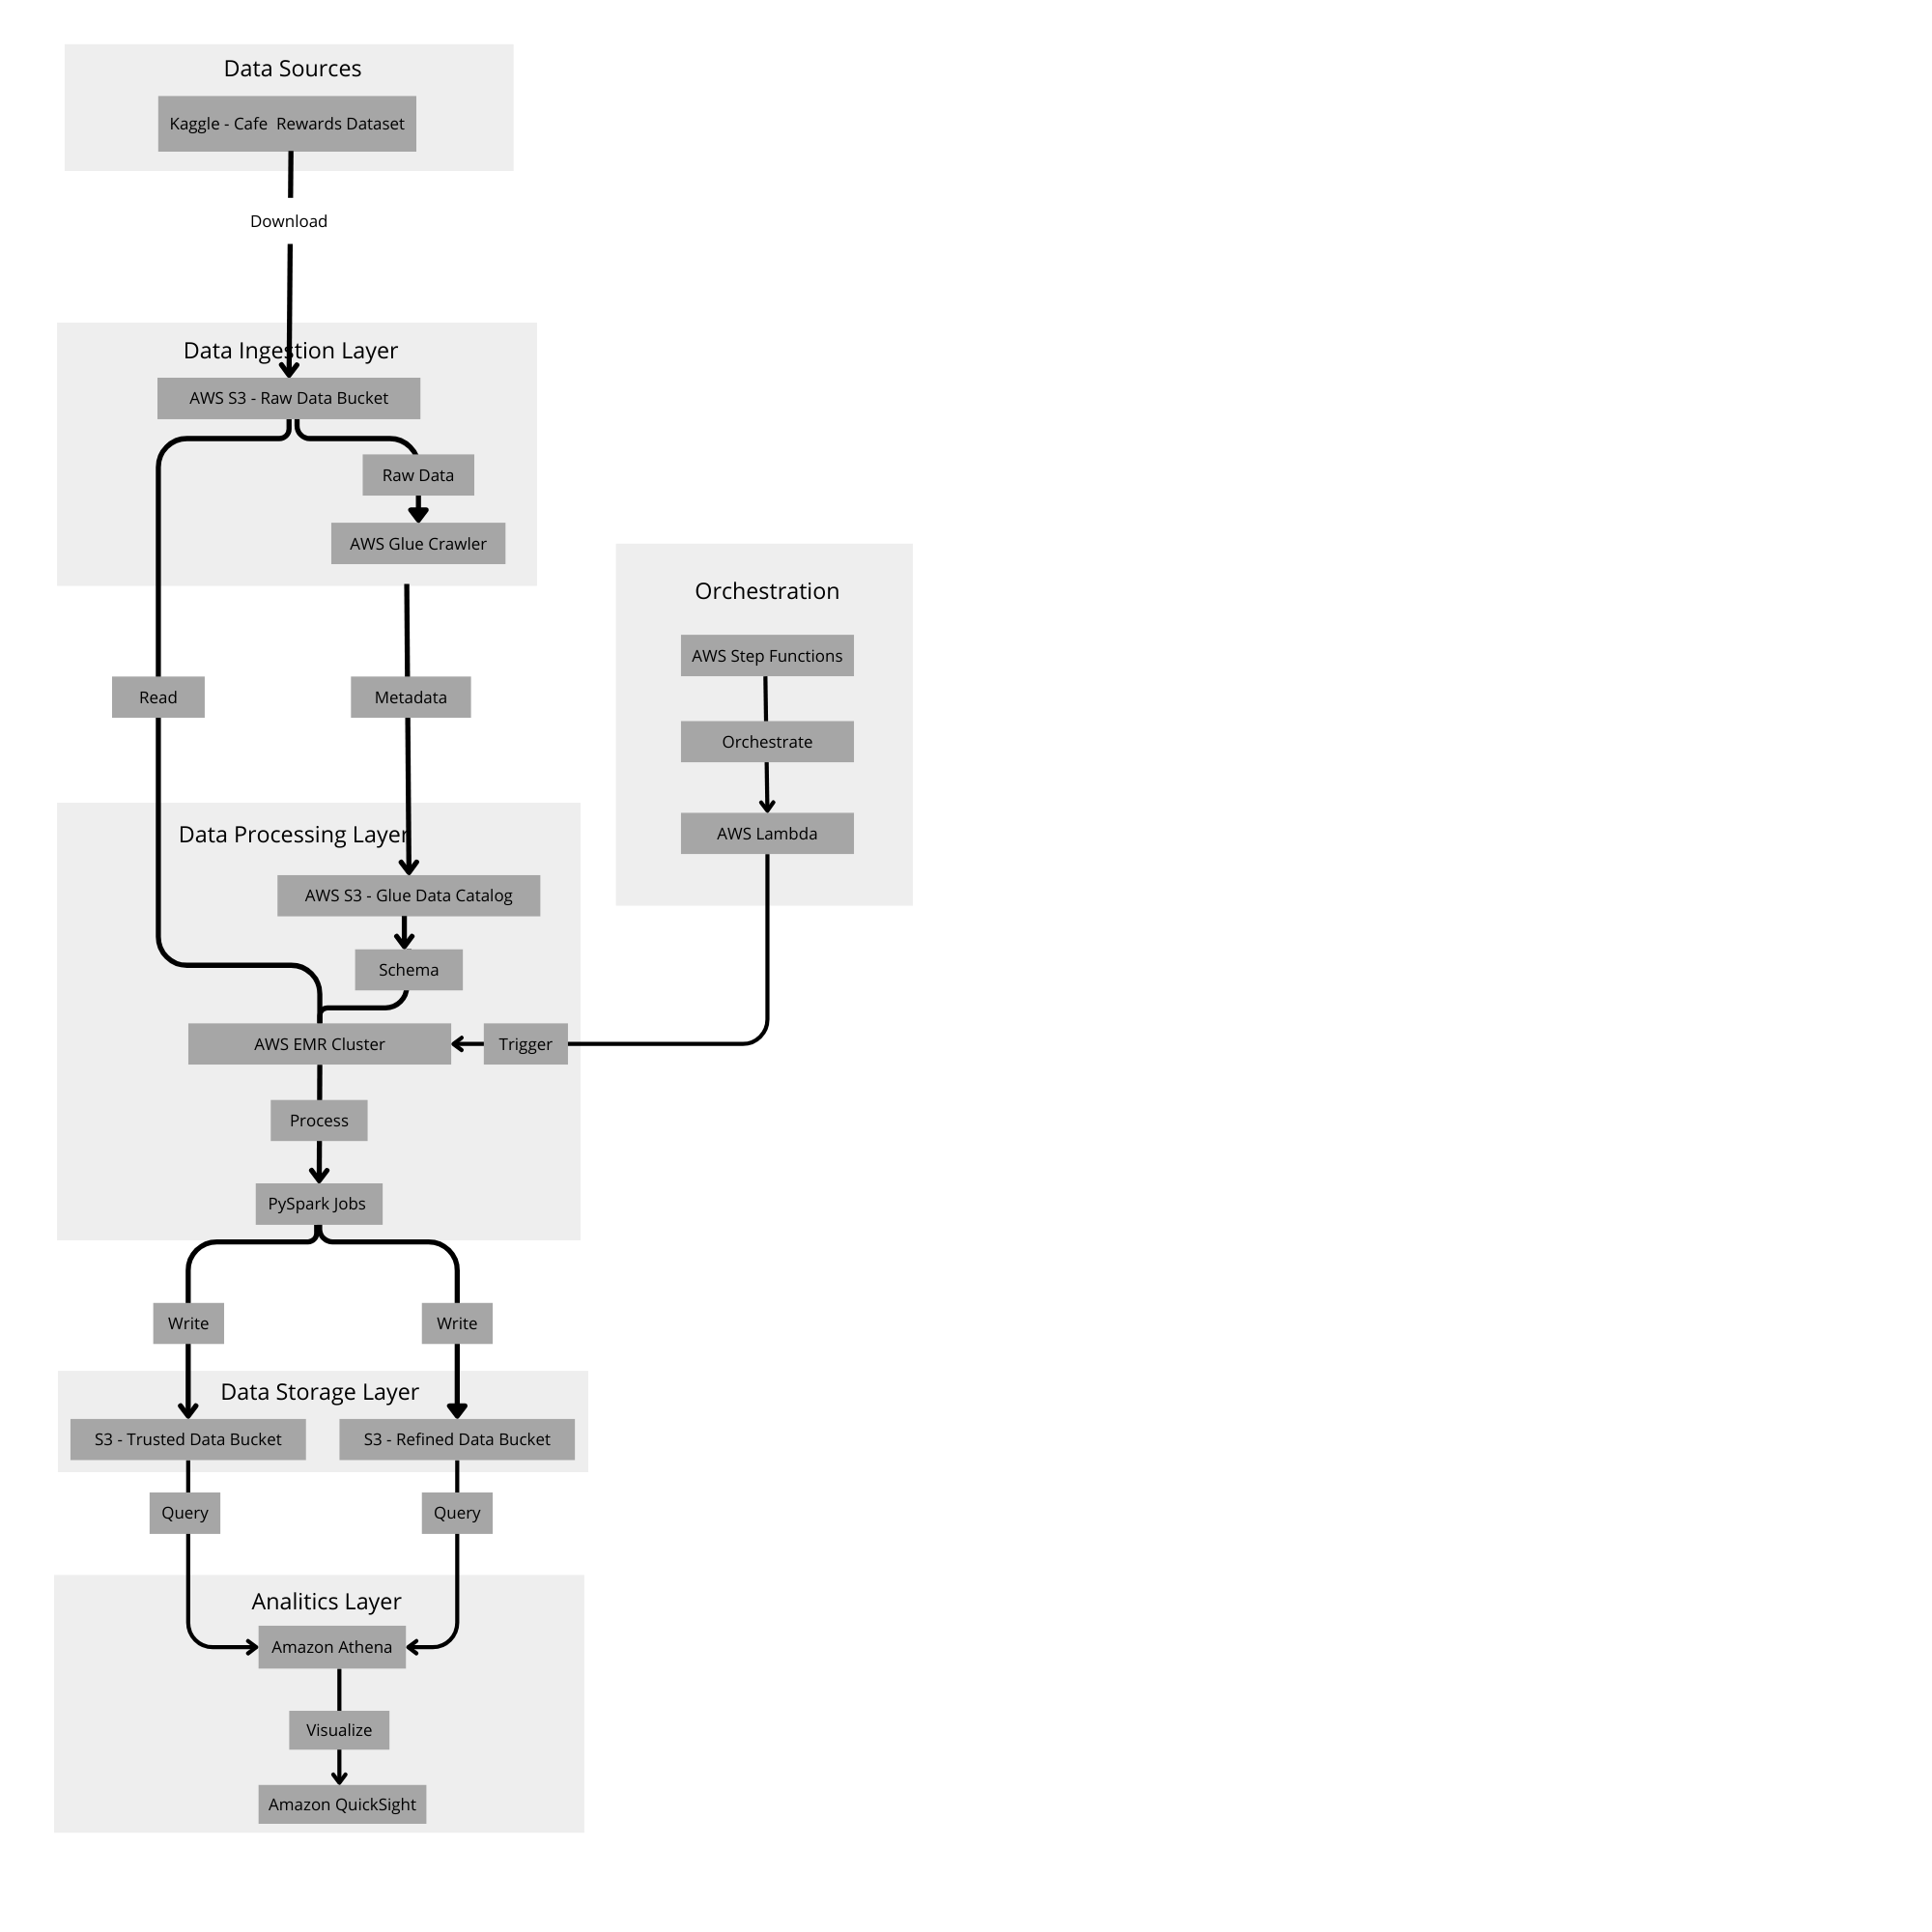 Data Sources
Kaggle - Cafe  Rewards Dataset
Download
Data Ingestion Layer
AWS S3 - Raw Data Bucket
Raw Data
AWS Glue Crawler
Read
Metadata
Orchestration
AWS Step Functions
Orchestrate
AWS Lambda
Data Processing Layer
AWS S3 - Glue Data Catalog
Schema
AWS EMR Cluster
Trigger
Process
PySpark Jobs
Write
Write
Data Storage Layer
S3 - Trusted Data Bucket
S3 - Refined Data Bucket
Query
Query
Analitics Layer
Amazon Athena
Visualize
Amazon QuickSight